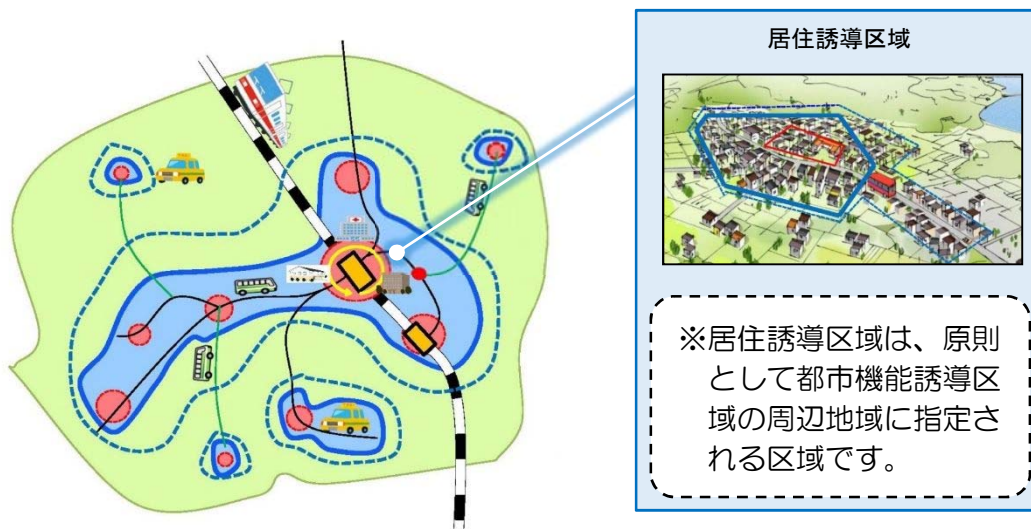 居住誘導区域
※居住誘導区域は、原則
として都市機能誘導区
域の周辺地域に指定さ
れる区域です。